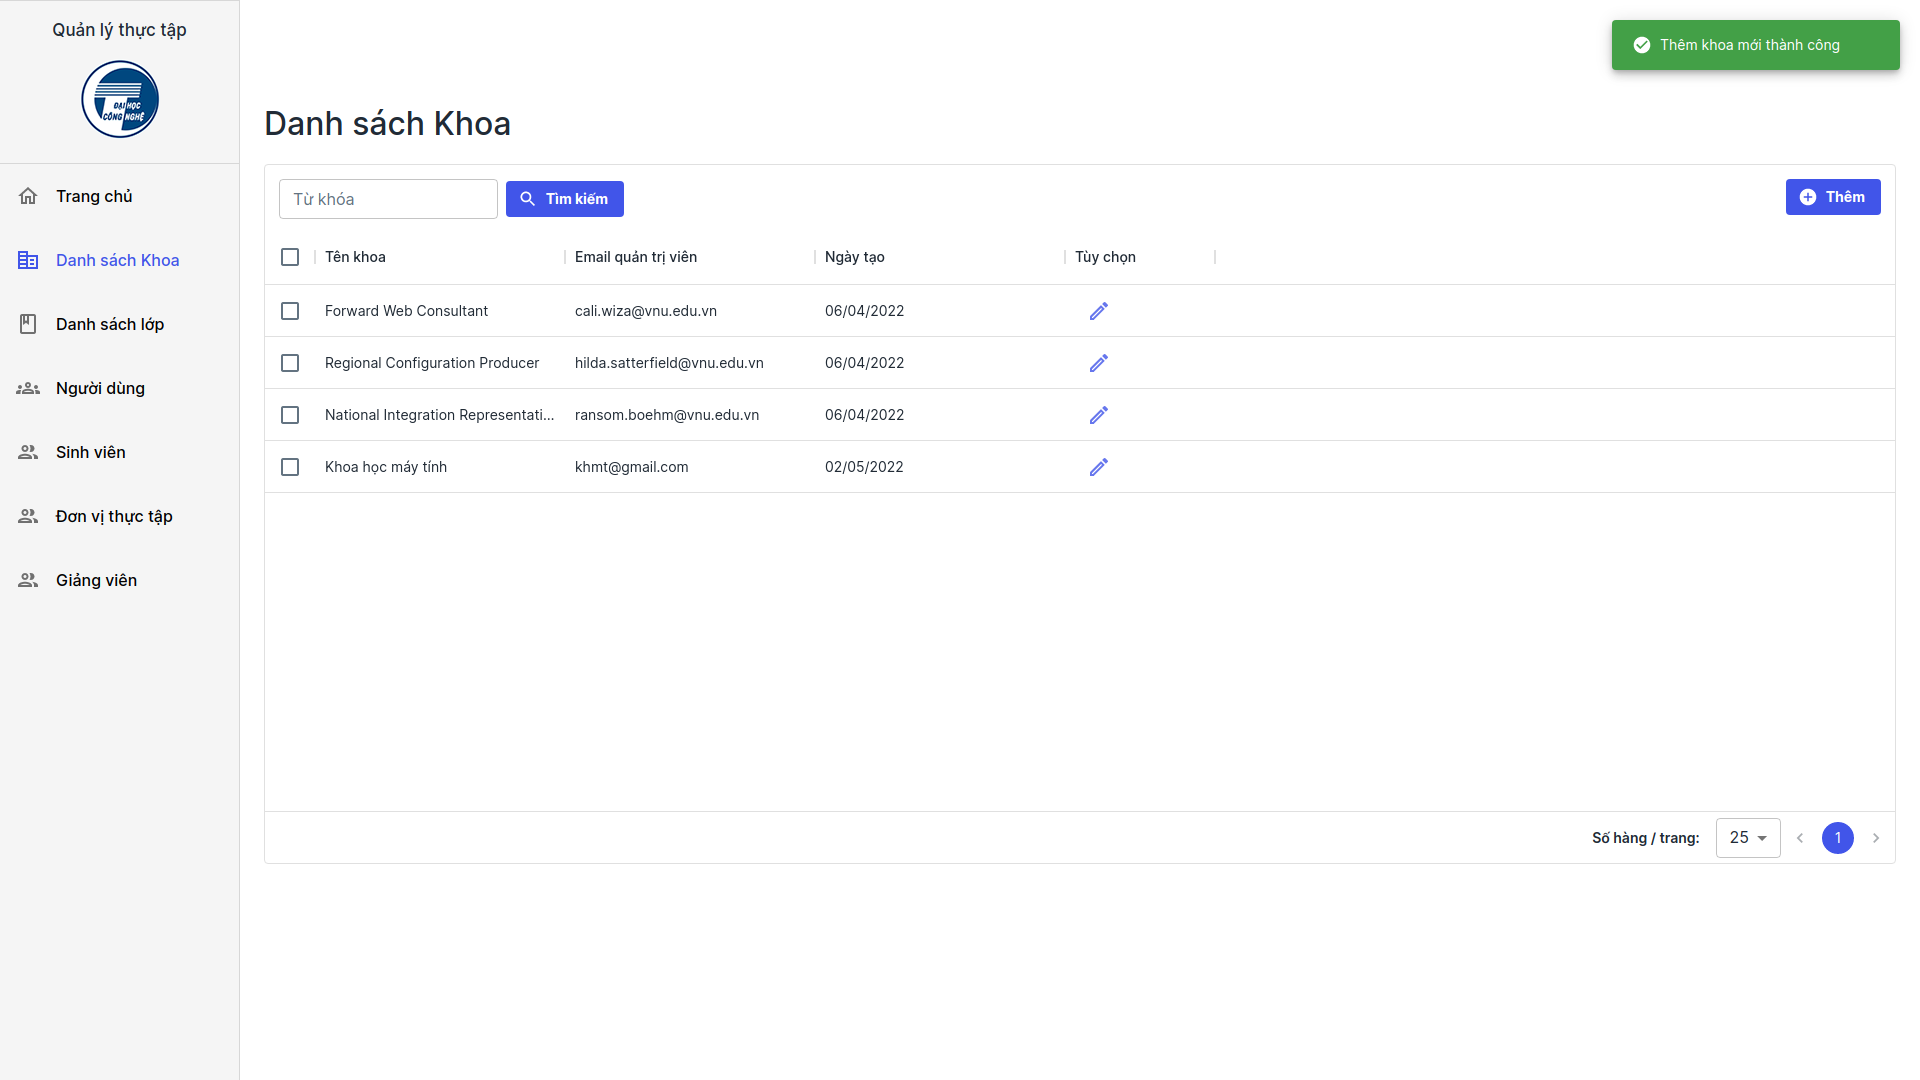 Quản lý thực tập
ĐẠI HỌC
CÔNG NGHỆ
Trang chủ
Danh sách Khoa
Danh sách lớp
Người dùng
Sinh viên
Đơn vị thực tập
Giảng viên
Thêm khoa mới thành công
Danh sách Khoa
Từ khóa
Tìm kiếm
Thêm
Tên khoa Email quản trị viên Ngày tạo Tùy chọn
Forward Web Consultant cali.wiza@vnu.edu.vn 06/04/2022
Regional Configuration Producer hilda.satterfield@vnu.edu.vn 06/04/2022
National Integration Representati... ransom.boehm@vnu.edu.vn 06/04/2022
Khoa học máy tính khmt@gmail.com 02/05/2022
Số hàng / trang: 25 1